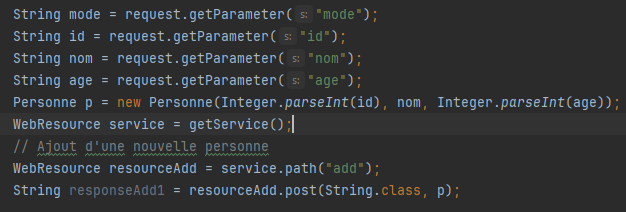 String mode = request.getParameter( s: "mode");
String id = request.getParameter( s: "id");
String nom = request.getParameter( s: "nom");
String age = request.getParameter( s: "age");
Personne p = new Personne(Integer.parseInt(id), nom, Integer.parseInt(age));
WebResource service = getService();
// Ajout d'une nouvelle personne
WebResource resourceAdd = service.path("add");
String responseAdd1 = resourceAdd.post(String.class, p);